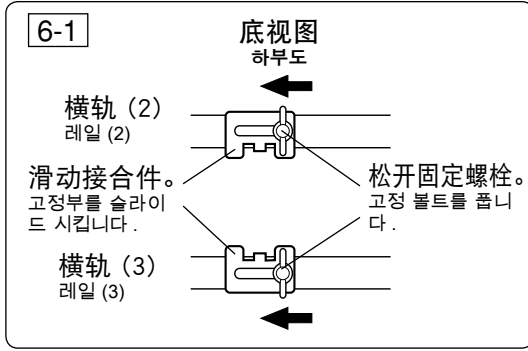 6-1
底视图
하부도
横轨（2）
레일 (2)
滑动接合件。
고정부를 슬라이
드 시킵니다 .
松开固定螺栓。
고정 볼트를 풉니
다 .
横轨（3）
레일 (3)